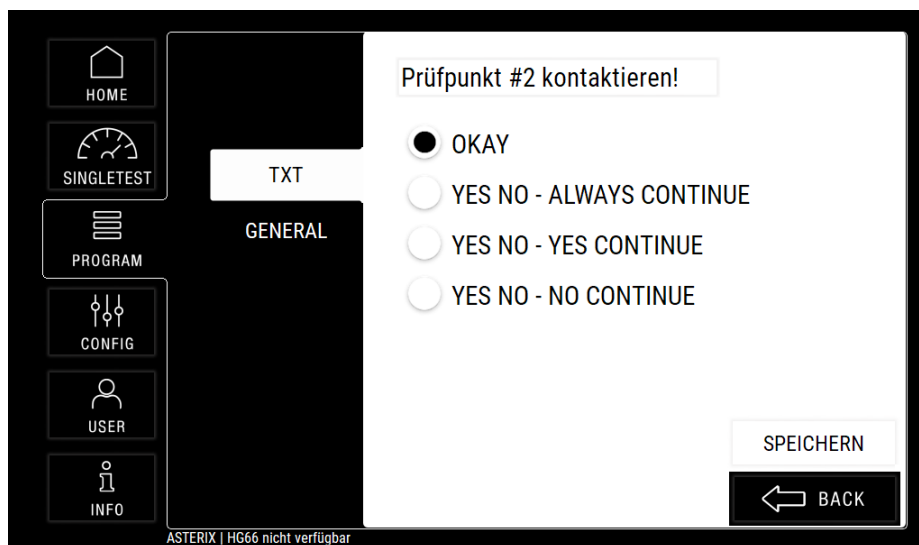 HOME
SINGLETEST
PROGRAM
CONFIG
USER
INFO
TXT
GENERAL
Prüfpunkt #2 kontaktieren!
OKAY
YES NO - ALWAYS CONTINUE
YES NO - YES CONTINUE
YES NO - NO CONTINUE
SPEICHERN
BACK
ASTERIX | HG66 nicht verfügbar